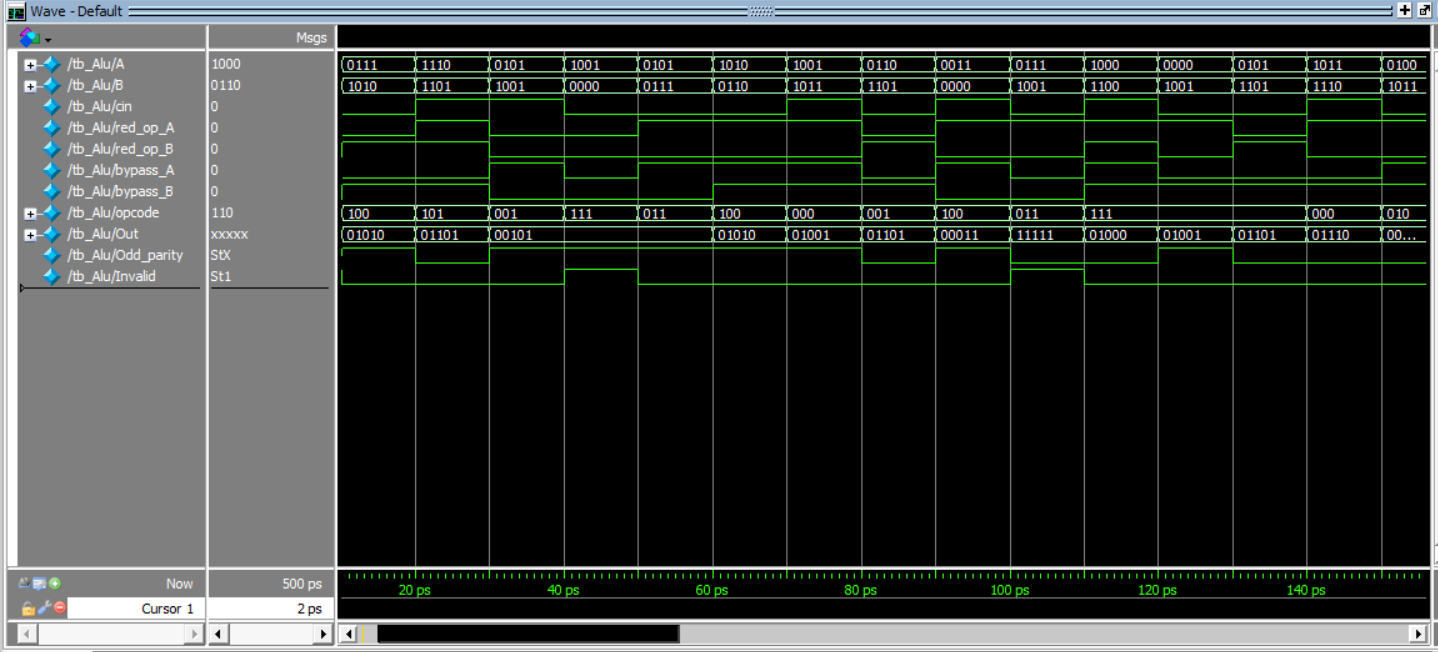 Wave - Default
Msgs
/tb_Alu/A 1000 0111 1110 0101 1001 0101 1010 1001 0110 0011 0111 1000 0000 0101 1011 0100
/tb_Alu/B 0110 1010 1101 1001 0000 0111 0110 1011 1101 0000 1001 1100 1001 1101 1110 1011
/tb_Alu/cin 0
/tb_Alu/red_op_A 0
/tb_Alu/red_op_B 0
/tb_Alu/bypass_A 0
/tb_Alu/bypass_B 0
/tb_Alu/opcode 110 100 101 001 111 011 100 000 001 100 011 111 000 010
/tb_Alu/Out xxxxx 01010 01101 00101 01010 01001 01101 00011 11111 01000 01001 01101 01110 00...
/tb_Alu/Odd_parity StX
/tb_Alu/Invalid St1
Now 500 ps 20 ps 40 ps 60 ps 80 ps 100 ps 120 ps 140 ps
Cursor 1 2 ps